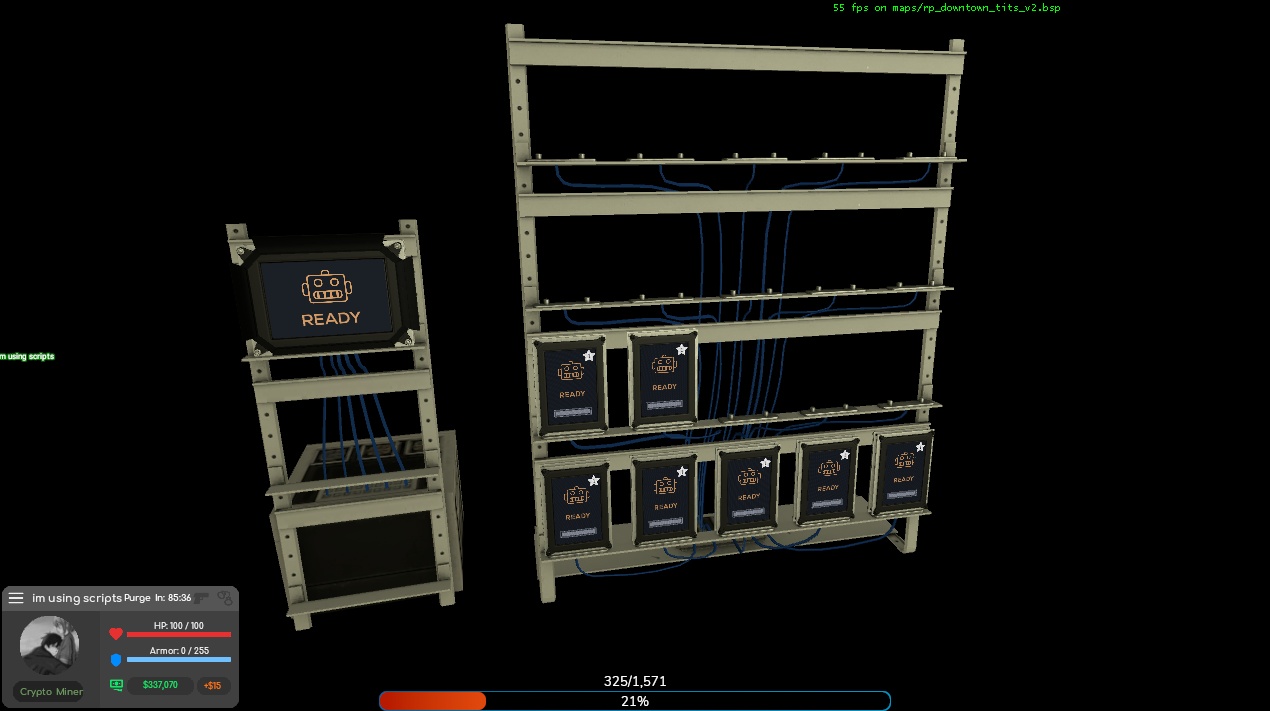 55 fps on maps/rp_downtown_tits_v2.bsp
READY
READY
READY
m using scripts
READY
READY
READY
READY
READY
im using scripts Purge In: 85:36
HP: 100 / 100
Armor: 0 / 255
Crypto Miner
$337,070
+$15
325/1,571
21%